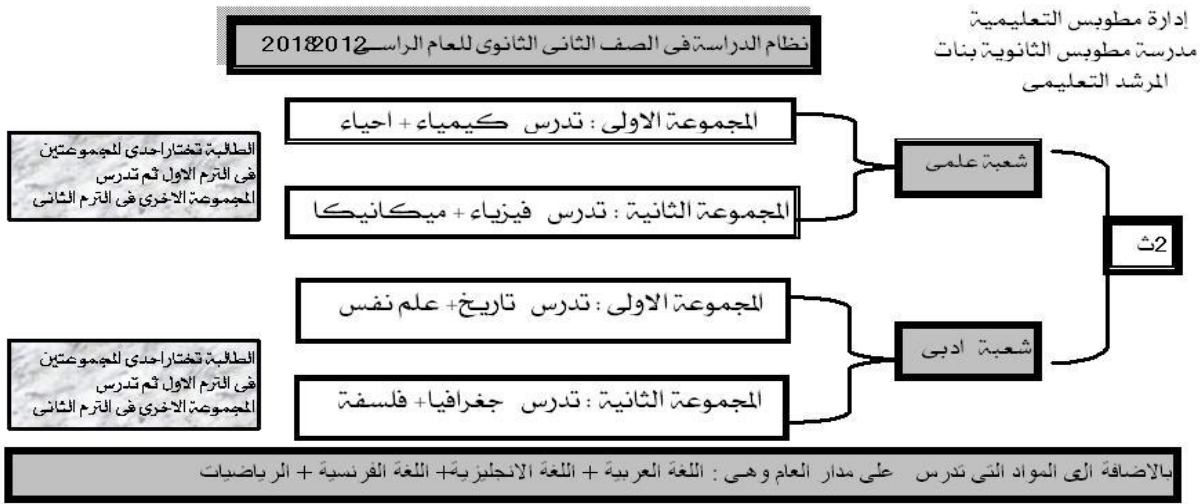 إدارة مطوبس التعليمية
مدرسة مطوبس الثانوية بنات
المرشد التعليمى
نظام الدراسة فى الصف الثانى الثانوى للعام الراسى 2012
المجموعة الاولى : تدرس كيمياء + احياء
الطالبة تختار احدى المجموعتين
فى الترم الاول ثم تدرس
المجموعة الاخرى فى الترم الثانى
شعبة علمى
المجموعة الثانية : تدرس فيزياء + ميكانيكا
2ث
المجموعة الاولى : تدرس تاريخ+ علم نفس
شعبة ادبى
الطالبة تختار احدى المجموعتين
فى الترم الاول ثم تدرس
المجموعة الاخرى فى الترم الثانى
المجموعة الثانية : تدرس جغرافيا+ فلسفة
بالاضافة الى المواد التى تدرس على مدار العام وهى : اللغة العربية + اللغة الانجليزية+ اللغة الفرنسية + الرياضيات